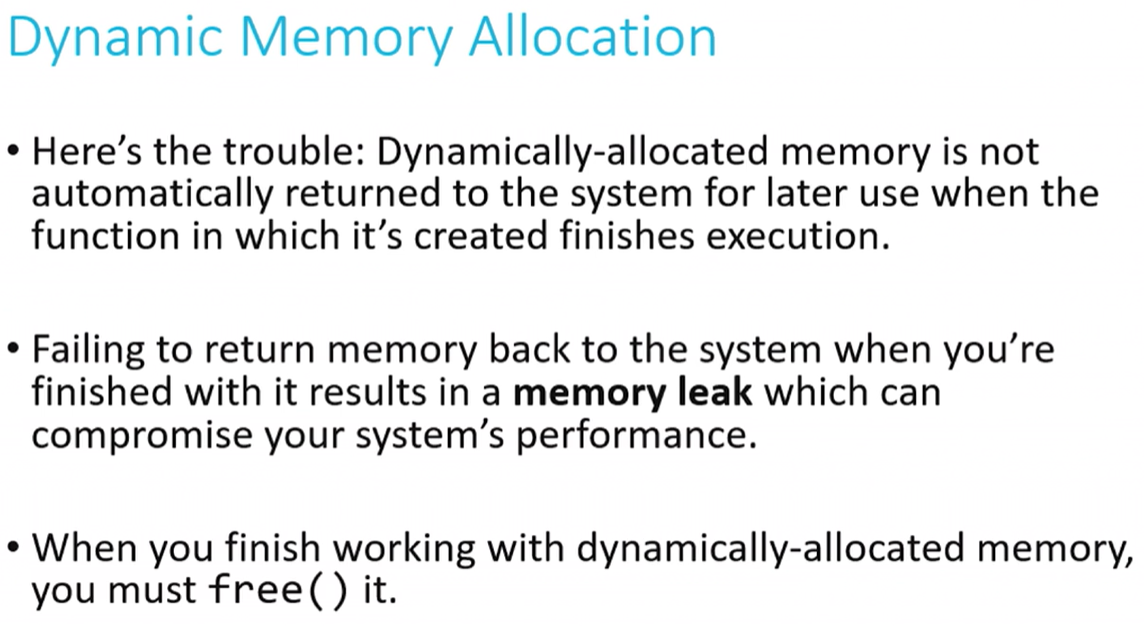 Dynamic Memory Allocation
• Here’s the trouble: Dynamically-allocated memory is not
automatically returned to the system for later use when the
function in which it’s created finishes execution.
• Failing to return memory back to the system when you’re
finished with it results in a memory leak which can
compromise your system’s performance.
• When you finish working with dynamically-allocated memory,
you must free() it.